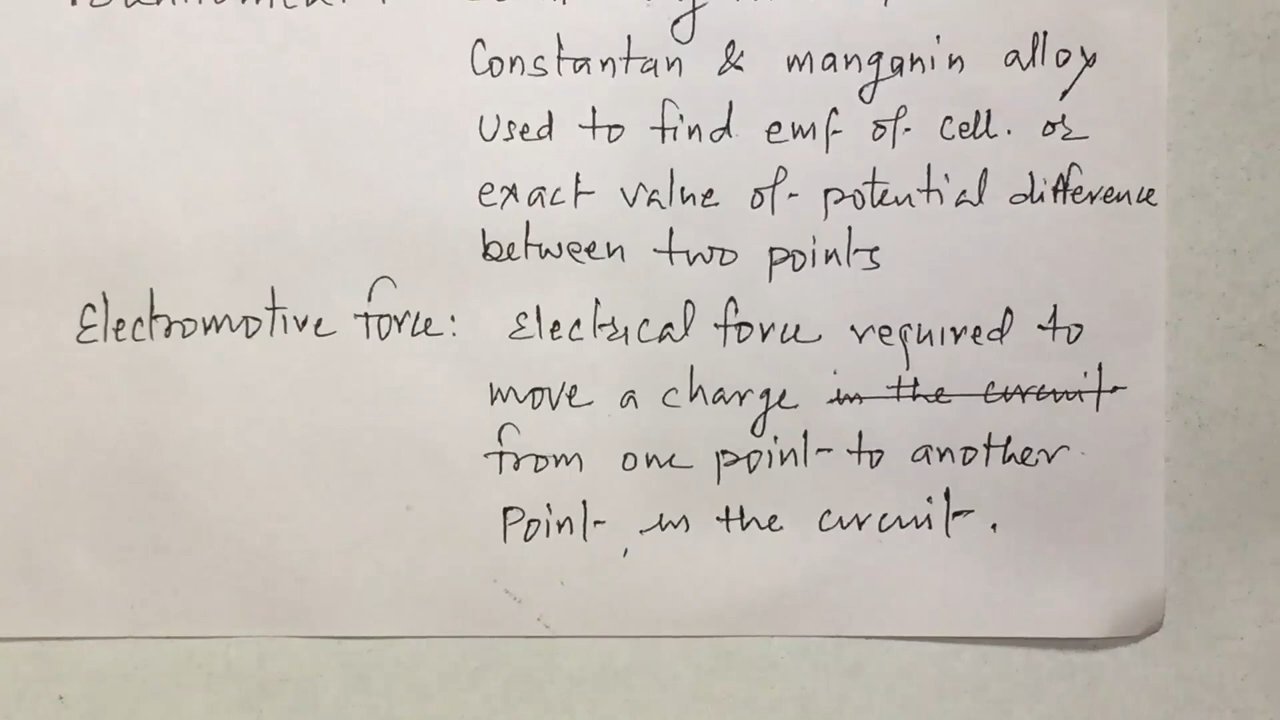 Constantan & manganin alloy
used to find emf of cell. or
exact value of potential difference
between two points
Electromotive force: Electrical force required to
move a charge in the circuit
from one point to another
Point, in the circuit.